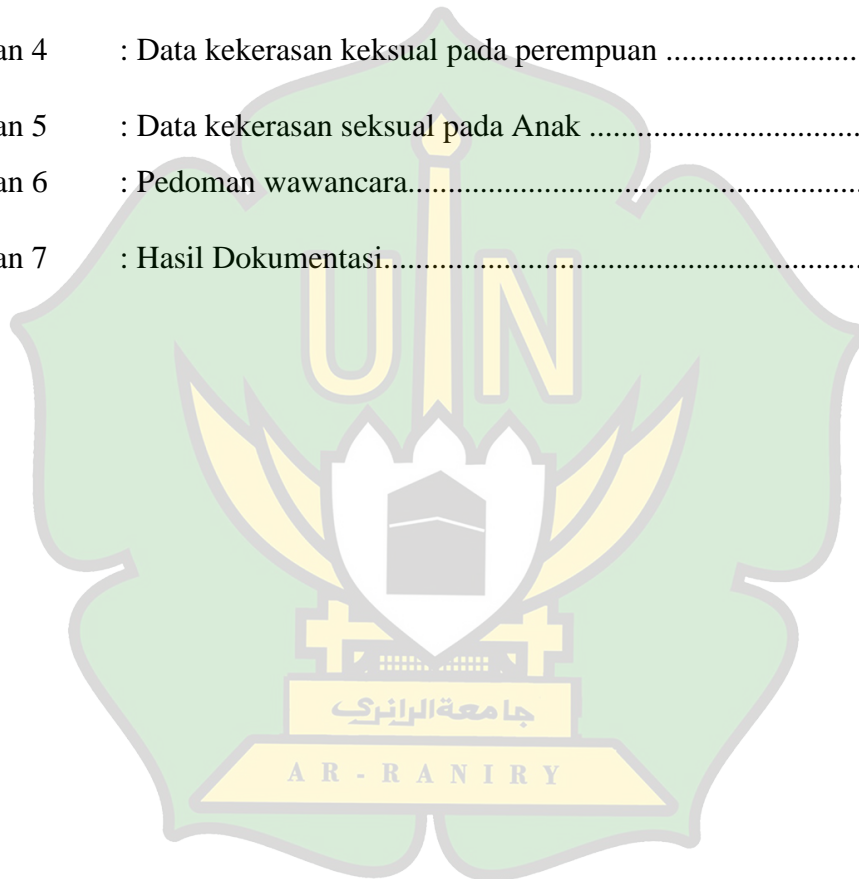 an 4 : Data kekerasan keksual pada perempuan ........................
an 5 : Data kekerasan seksual pada Anak ..................................
an 6 : Pedoman wawancara.........................................................
an 7 : Hasil Dokumentasi............................................................
UIN
جامعة الرانري
AR-RANIRY